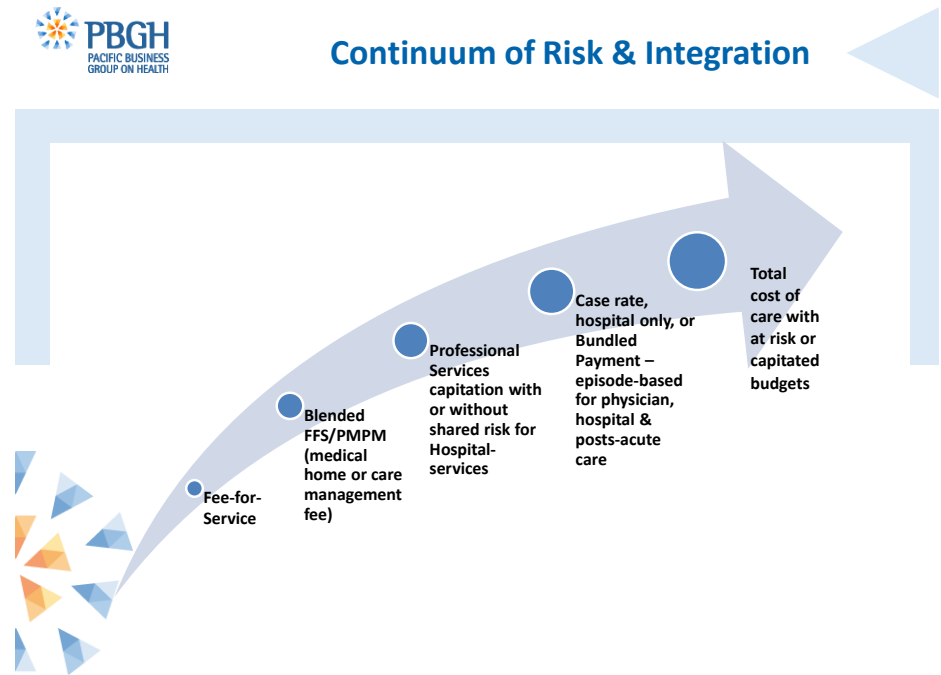 PBGH
PACIFIC BUSINESS
GROUP ON HEALTH
Continuum of Risk & Integration
Fee-for-
Service
Blended
FFS/PMPM
(medical
home or care
management
fee)
Professional
Services
capitation with
or without
shared risk for
Hospital-
services
Case rate,
hospital only, or
Bundled
Payment –
episode-based
for physician,
hospital &
posts-acute
care
Total
cost of
care with
at risk or
capitated
budgets